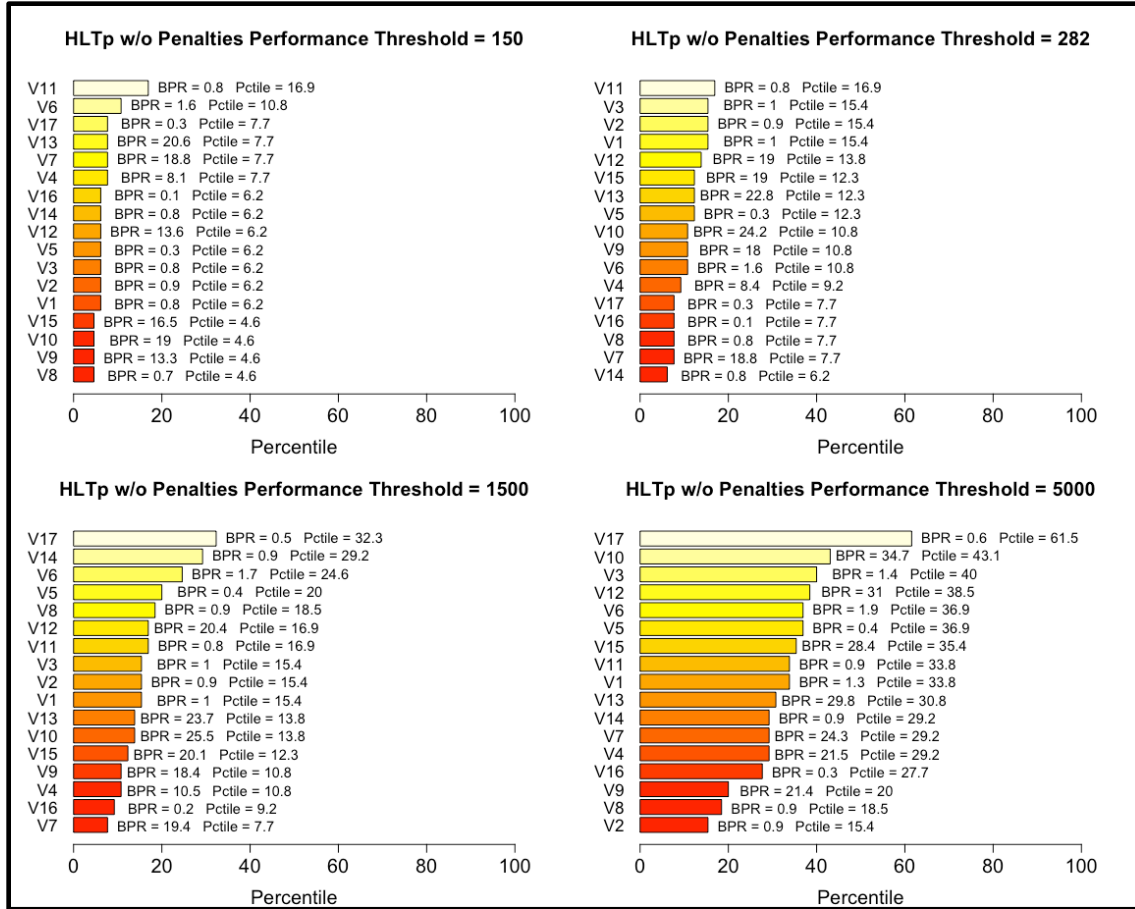 HLTp w/o Penalties Performance Threshold = 150
V11 BPR = 0.8 Pctile = 16.9
V6 BPR = 1.6 Pctile = 10.8
V17 BPR = 0.3 Pctile = 7.7
V13 BPR = 20.6 Pctile = 7.7
V7 BPR = 18.8 Pctile = 7.7
V4 BPR = 8.1 Pctile = 7.7
V16 BPR = 0.1 Pctile = 6.2
V14 BPR = 0.8 Pctile = 6.2
V12 BPR = 13.6 Pctile = 6.2
V5 BPR = 0.3 Pctile = 6.2
V3 BPR = 0.8 Pctile = 6.2
V2 BPR = 0.9 Pctile = 6.2
V1 BPR = 0.8 Pctile = 6.2
V15 BPR = 16.5 Pctile = 4.6
V10 BPR = 19 Pctile = 4.6
V9 BPR = 13.3 Pctile = 4.6
V8 BPR = 0.7 Pctile = 4.6
0 20 40 60 80 100
Percentile
HLTp w/o Penalties Performance Threshold = 282
V11 BPR = 0.8 Pctile = 16.9
V3 BPR = 1 Pctile = 15.4
V2 BPR = 0.9 Pctile = 15.4
V1 BPR = 1 Pctile = 15.4
V12 BPR = 19 Pctile = 13.8
V15 BPR = 19 Pctile = 12.3
V13 BPR = 22.8 Pctile = 12.3
V5 BPR = 0.3 Pctile = 12.3
V10 BPR = 24.2 Pctile = 10.8
V9 BPR = 18 Pctile = 10.8
V6 BPR = 1.6 Pctile = 10.8
V4 BPR = 8.4 Pctile = 9.2
V17 BPR = 0.3 Pctile = 7.7
V16 BPR = 0.1 Pctile = 7.7
V8 BPR = 0.8 Pctile = 7.7
V7 BPR = 18.8 Pctile = 7.7
V14 BPR = 0.8 Pctile = 6.2
0 20 40 60 80 100
Percentile
HLTp w/o Penalties Performance Threshold = 1500
V17 BPR = 0.5 Pctile = 32.3
V14 BPR = 0.9 Pctile = 29.2
V6 BPR = 1.7 Pctile = 24.6
V5 BPR = 0.4 Pctile = 20
V8 BPR = 0.9 Pctile = 18.5
V12 BPR = 20.4 Pctile = 16.9
V11 BPR = 0.8 Pctile = 16.9
V3 BPR = 1 Pctile = 15.4
V2 BPR = 0.9 Pctile = 15.4
V1 BPR = 1 Pctile = 15.4
V13 BPR = 23.7 Pctile = 13.8
V10 BPR = 25.5 Pctile = 13.8
V15 BPR = 20.1 Pctile = 12.3
V9 BPR = 18.4 Pctile = 10.8
V4 BPR = 10.5 Pctile = 10.8
V16 BPR = 0.2 Pctile = 9.2
V7 BPR = 19.4 Pctile = 7.7
0 20 40 60 80 100
Percentile
HLTp w/o Penalties Performance Threshold = 5000
V17 BPR = 0.6 Pctile = 61.5
V10 BPR = 34.7 Pctile = 43.1
V3 BPR = 1.4 Pctile = 40
V12 BPR = 31 Pctile = 38.5
V6 BPR = 1.9 Pctile = 36.9
V5 BPR = 0.4 Pctile = 36.9
V15 BPR = 28.4 Pctile = 35.4
V11 BPR = 0.9 Pctile = 33.8
V1 BPR = 1.3 Pctile = 33.8
V13 BPR = 29.8 Pctile = 30.8
V14 BPR = 0.9 Pctile = 29.2
V7 BPR = 24.3 Pctile = 29.2
V4 BPR = 21.5 Pctile = 29.2
V16 BPR = 0.3 Pctile = 27.7
V9 BPR = 21.4 Pctile = 20
V8 BPR = 0.9 Pctile = 18.5
V2 BPR = 0.9 Pctile = 15.4
0 20 40 60 80 100
Percentile